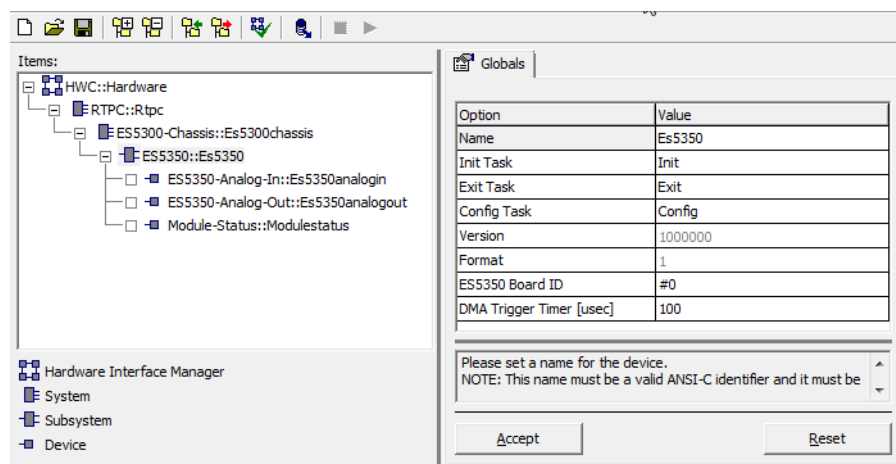 Items:
HWC::Hardware
RTPC::Rtpc
ES5300-Chassis::Es5300chassis
ES5350::Es5350
ES5350-Analog-In::Es5350analogin
ES5350-Analog-Out::Es5350analogout
Module-Status::Modulestatus
Hardware Interface Manager
System
Subsystem
Device
Globals
Option Value
Name Es5350
Init Task Init
Exit Task Exit
Config Task Config
Version 1000000
Format 1
ES5350 Board ID #0
DMA Trigger Timer [usec] 100
Please set a name for the device.
NOTE: This name must be a valid ANSI-C identifier and it must be
Accept Reset